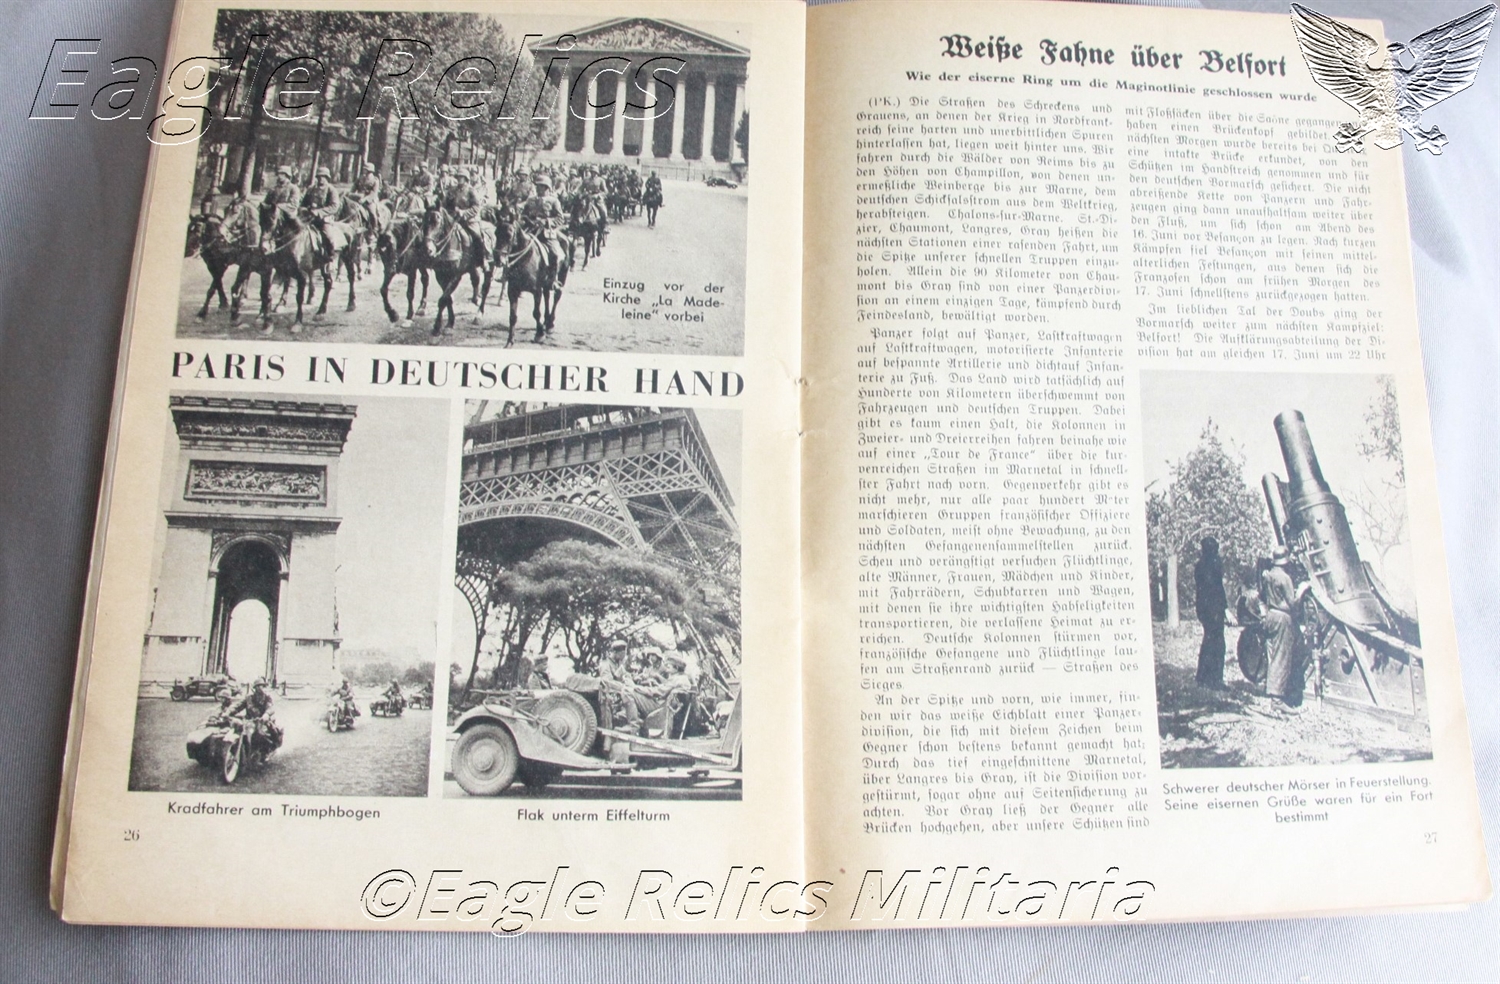 Eagle Relics
Einzug vor der
Kirche „La Made-
leine" vorbei
PARIS IN DEUTSCHER HAND
Kradfahrer am Triumphbogen
Flak unterm Eiffelturm
26
Weiße Fahne über Belfort
Wie der eiserne Ring um die Maginotlinie geschlossen wurde
(PK.) Die Straßen des Schreckens und
Grauens, an denen der Krieg in Nordfrank-
reich seine harten und unerbittlichen Spuren
hinterlassen hat, liegen weit hinter uns. Wir
fahren durch die Wälder von Reims bis zu
den Höhen von Champillon, von denen un-
ermeßliche Weinberge bis zur Marne, dem
deutschen Schicksalsstrom aus dem Weltkrieg,
herabsteigen. Chalons-sur-Marne. St.-Di-
zier, Chaumont, Langres, Gray heißen die
nächsten Stationen einer rasenden Fahrt, um
die Spitze unserer schnellen Truppen einzu-
holen. Allein die 90 Kilometer von Chau-
mont bis Gray sind von einer Panzerdivi-
sion an einem einzigen Tage, kämpfend durch
Feindesland, bewältigt worden.
Panzer folgt auf Panzer, Lastkraftwagen
auf Lastkraftwagen, motorisierte Infanterie
auf bespannte Artillerie und dichtauf Infan-
terie zu Fuß. Das Land wird tatsächlich auf
Hunderte von Kilometern überschwemmt von
Fahrzeugen und deutschen Truppen. Dabei
gibt es kaum einen Halt, die Kolonnen in
Zweier- und Dreierreihen fahren beinahe wie
auf einer „Tour de France" über die kur-
venreichen Straßen im Marnetal in schnell-
ster Fahrt nach vorn. Gegenverkehr gibt es
nicht mehr, nur alle paar hundert Meter
marschieren Gruppen französischer Offiziere
und Soldaten, meist ohne Bewachung, zu den
nächsten Gefangenensammelstellen zurück.
Scheu und verängstigt versuchen Flüchtlinge,
alte Männer, Frauen, Mädchen und Kinder,
mit Fahrrädern, Schubkarren und Wagen,
mit denen sie ihre wichtigsten Habseligkeiten
transportieren, die verlassene Heimat zu er-
reichen. Deutsche Kolonnen stürmen vor,
französische Gefangene und Flüchtlinge lau-
fen am Straßenrand zurück — Straßen des
Sieges.
An der Spitze und vorn, wie immer, fin-
den wir das weiße Eichblatt einer Panzer-
division, die sich mit diesem Zeichen beim
Gegner schon bestens bekannt gemacht hat;
Durch das tief eingeschnittene Marnetal,
über Langres bis Gray, ist die Division vor-
gestürmt, sogar ohne auf Seitensicherung zu
achten. Vor Gray ließ der Gegner alle
Brücken hochgehen, aber unsere Schützen sind
mit Floßsäcken über die Saône gegangen
haben einen Brückenkopf gebildet.
nächsten Morgen wurde bereits bei
eine intakte Brücke erkundet, von den
Schützen im Handstreich genommen und für
den deutschen Vormarsch gesichert. Die nicht
abreißende Kette von Panzern und Fahr-
zeugen ging dann unaufhaltsam weiter über
den Fluß, um sich schon am Abend des
16. Juni vor Besançon zu legen. Nach kurzen
Kämpfen fiel Besançon mit seinen mittel-
alterlichen Festungen, aus denen sich die
Franzosen schon am frühen Morgen des
17. Juni schnellstens zurückgezogen hatten.
Im lieblichen Tal der Doubs ging der
Vormarsch weiter zum nächsten Kampfziel:
Belfort! Die Aufklärungsabteilung der Di-
vision hat am gleichen 17. Juni um 22 Uhr
Schwerer deutscher Mörser in Feuerstellung.
Seine eisernen Grüße waren für ein Fort
bestimmt
27
©Eagle Relics Militaria